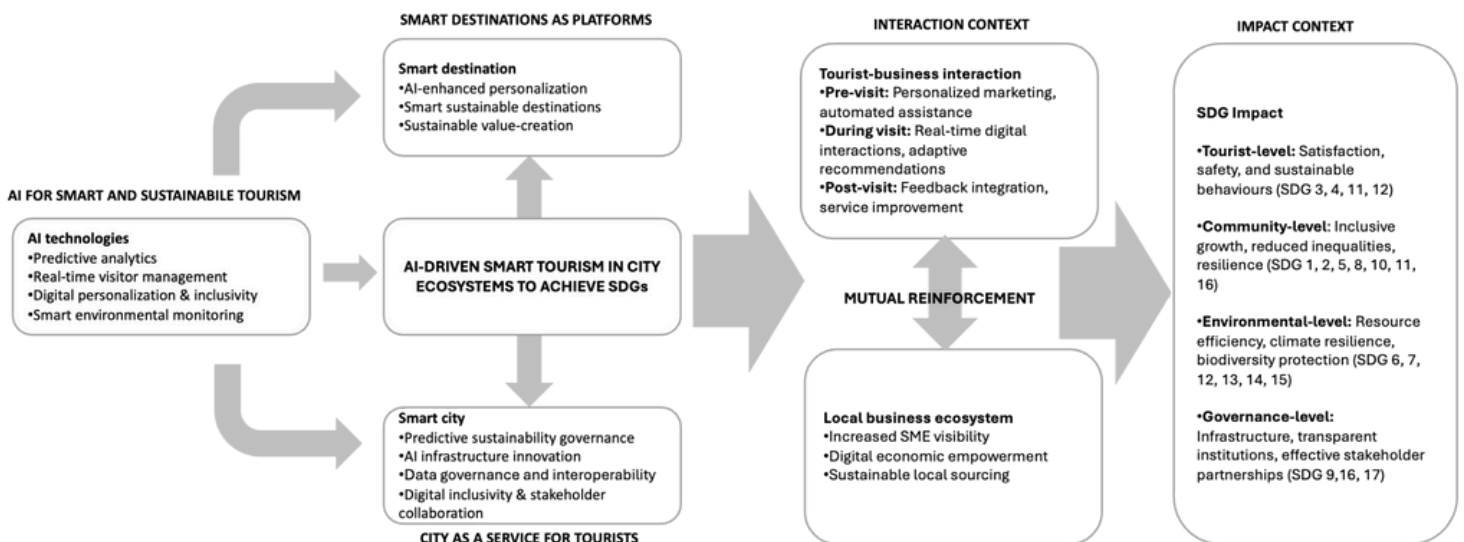 SMART DESTINATIONS AS PLATFORMS
INTERACTION CONTEXT
IMPACT CONTEXT
Smart destination
•AI-enhanced personalization
•Smart sustainable destinations
•Sustainable value-creation
AI FOR SMART AND SUSTAINABILE TOURISM
AI technologies
•Predictive analytics
•Real-time visitor management
•Digital personalization & inclusivity
•Smart environmental monitoring
AI-DRIVEN SMART TOURISM IN CITY
ECOSYSTEMS TO ACHIEVE SDGs
Smart city
•Predictive sustainability governance
•AI infrastructure innovation
•Data governance and interoperability
•Digital inclusivity & stakeholder
collaboration
CITY AS A SERVICE FOR TOURISTS
Tourist-business interaction
•Pre-visit: Personalized marketing,
automated assistance
•During visit: Real-time digital
interactions, adaptive
recommendations
•Post-visit: Feedback integration,
service improvement
MUTUAL REINFORCEMENT
Local business ecosystem
•Increased SME visibility
•Digital economic empowerment
•Sustainable local sourcing
SDG Impact
•Tourist-level: Satisfaction,
safety, and sustainable
behaviours (SDG 3, 4, 11, 12)
•Community-level: Inclusive
growth, reduced inequalities,
resilience (SDG 1, 2, 5, 8, 10, 11,
16)
•Environmental-level: Resource
efficiency, climate resilience,
biodiversity protection (SDG 6, 7,
12, 13, 14, 15)
•Governance-level:
Infrastructure, transparent
institutions, effective stakeholder
partnerships (SDG 9,16, 17)